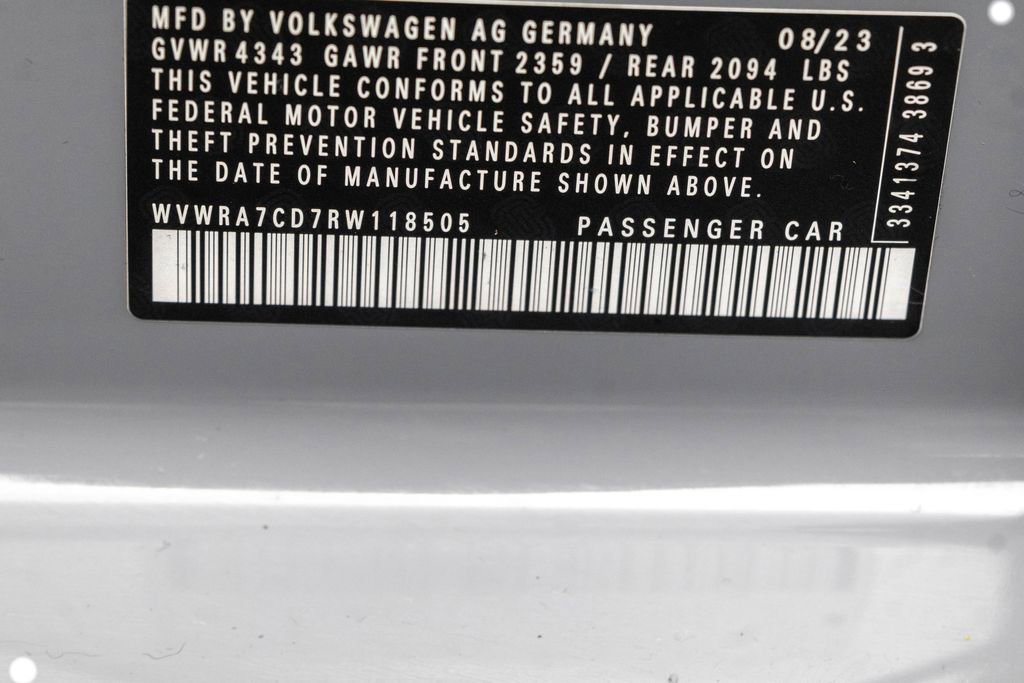 MFD BY VOLKSWAGEN AG GERMANY 08/23
GVWR 4343 GAWR FRONT 2359 / REAR 2094 LBS
THIS VEHICLE CONFORMS TO ALL APPLICABLE U.S.
FEDERAL MOTOR VEHICLE SAFETY, BUMPER AND
THEFT PREVENTION STANDARDS IN EFFECT ON
THE DATE OF MANUFACTURE SHOWN ABOVE.
WVWRA7CD7RW118505 PASSENGER CAR
3341374 3869 3